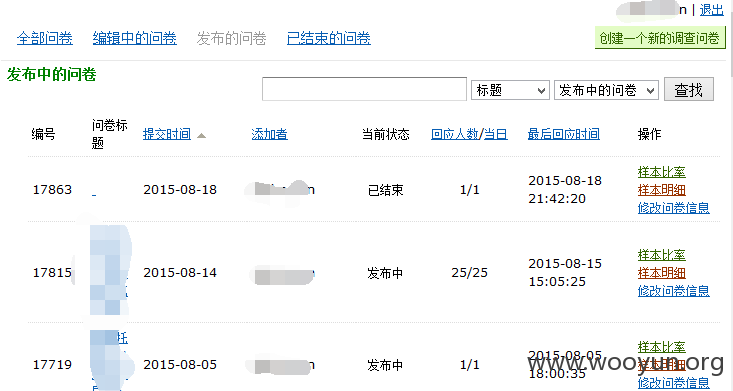 n | 退出
全部问卷 编辑中的问卷 发布的问卷 已结束的问卷 创建一个新的调查问卷
发布中的问卷
标题 发布中的问卷 查找
编号 问卷标题 提交时间 添加者 当前状态 回应人数/当日 最后回应时间 操作
17863 2015-08-18 n 已结束 1/1 2015-08-18 21:42:20
样本比率
样本明细
修改问卷信息
17815 2015-08-14 发布中 25/25 2015-08-15 15:05:25
样本比率
样本明细
修改问卷信息
17719 托 2015-08-05 n 发布中 1/1 2015-08-05 18:00:35
样本比率
样本明细
修改问卷信息
www.wooyun.org